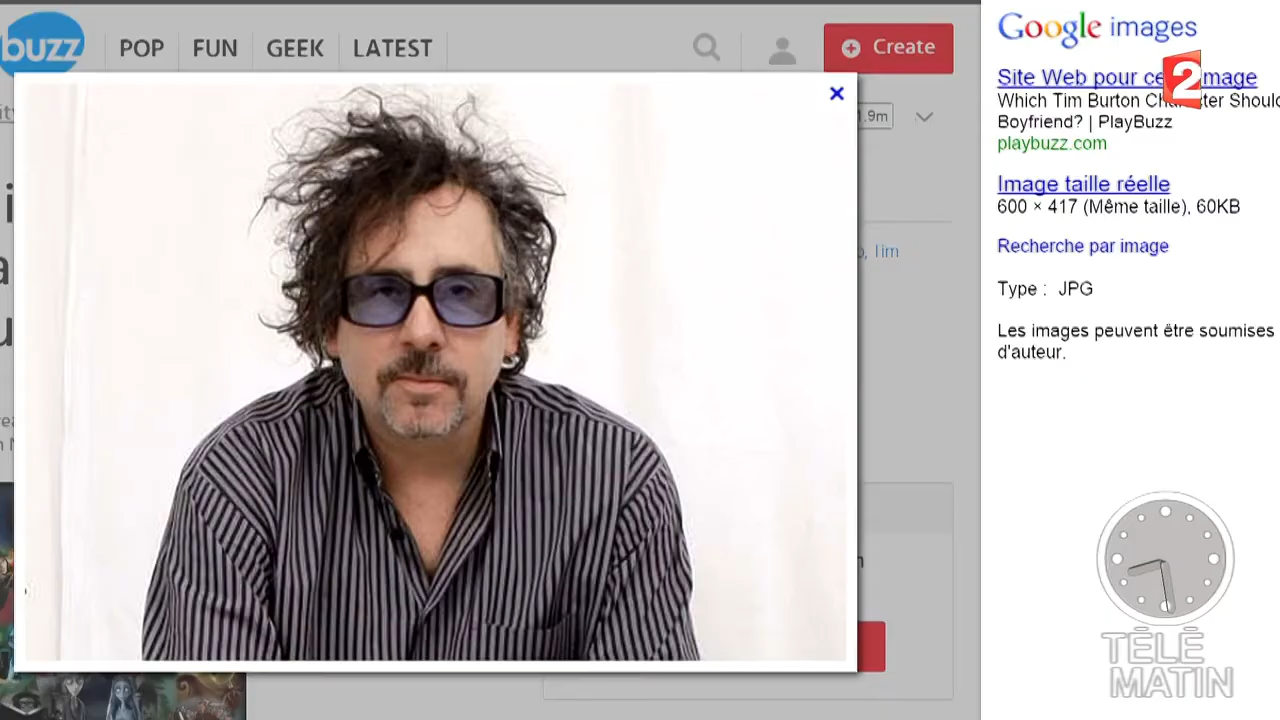 buzz
POP
FUN
GEEK
LATEST
Create
1.9m
Tim
Google images
Site Web pour ce mage
Which Tim Burton Ch ter Should
Boyfriend? | PlayBuzz
playbuzz.com
Image taille réelle
600 × 417 (Même taille), 60KB
Recherche par image
Type : JPG
Les images peuvent être soumises
d'auteur.
2
TÉLÉ
MATIN